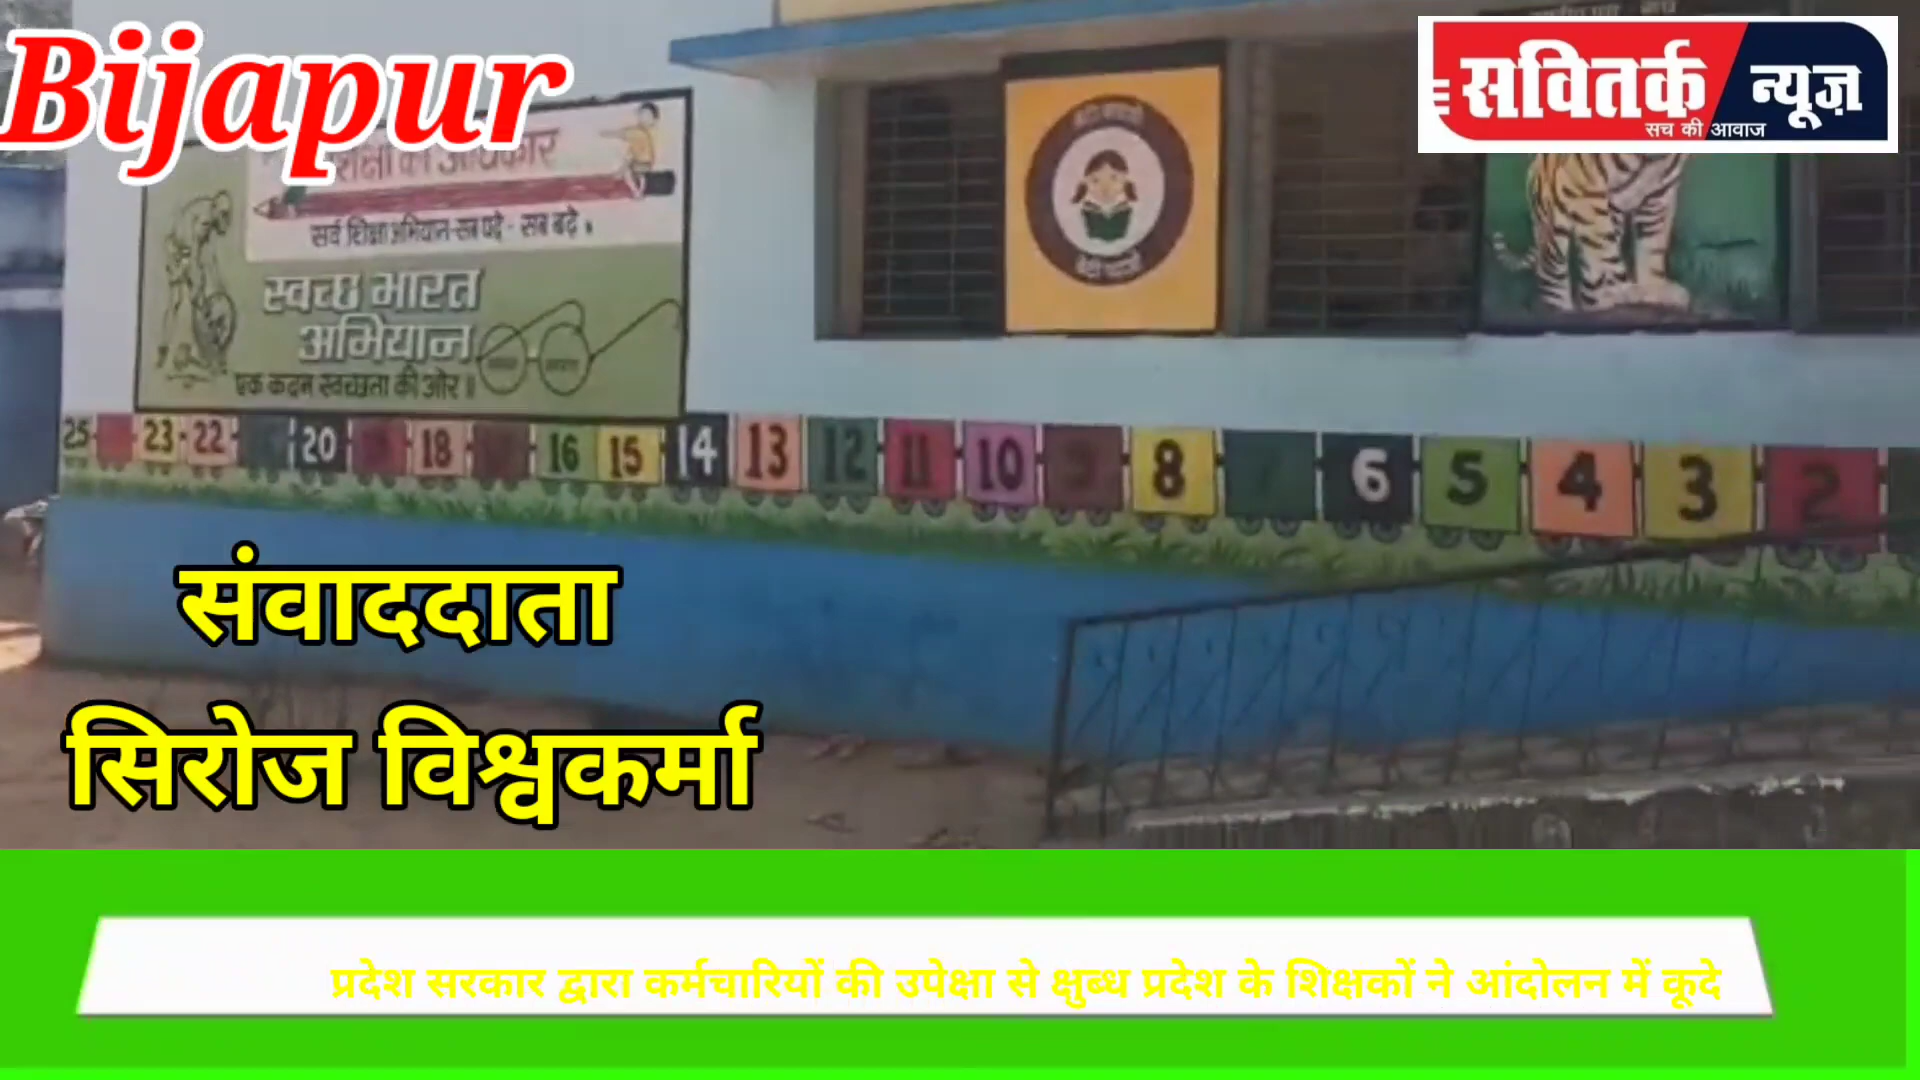 Bijapur
सवितर्क न्यूज़
सच की आवाज
शिक्षा का अधिकार
सर्व शिक्षा अभियान-सब पढ़े - सब बढ़े ।
स्वच्छ भारत
अभियान
एक कदम स्वच्छता की ओर ॥
25 23 22 20 18 16 15 14 13 12 11 10 8 6 5 4 3 2
संवाददाता
सिरोज विश्वकर्मा
प्रदेश सरकार द्वारा कर्मचारियों की उपेक्षा से क्षुब्ध प्रदेश के शिक्षकों ने आंदोलन में कूदे